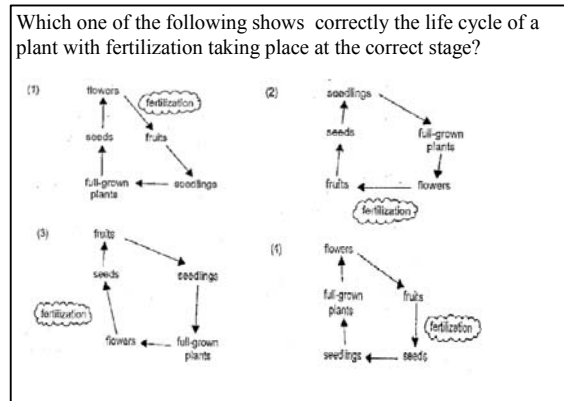 Which one of the following shows  correctly the life cycle of a
plant with fertilization taking place at the correct stage?
(1)
flowers
fertilization
seeds
fruits
full-grown
plants
seedlings
(2)
seedlings
seeds
full-grown
plants
fruits
flowers
fertilization
(3)
fruits
seeds
seedlings
fertilization
flowers
full-grown
plants
(4)
flowers
full-grown
plants
fruits
fertilization
seedlings
seeds